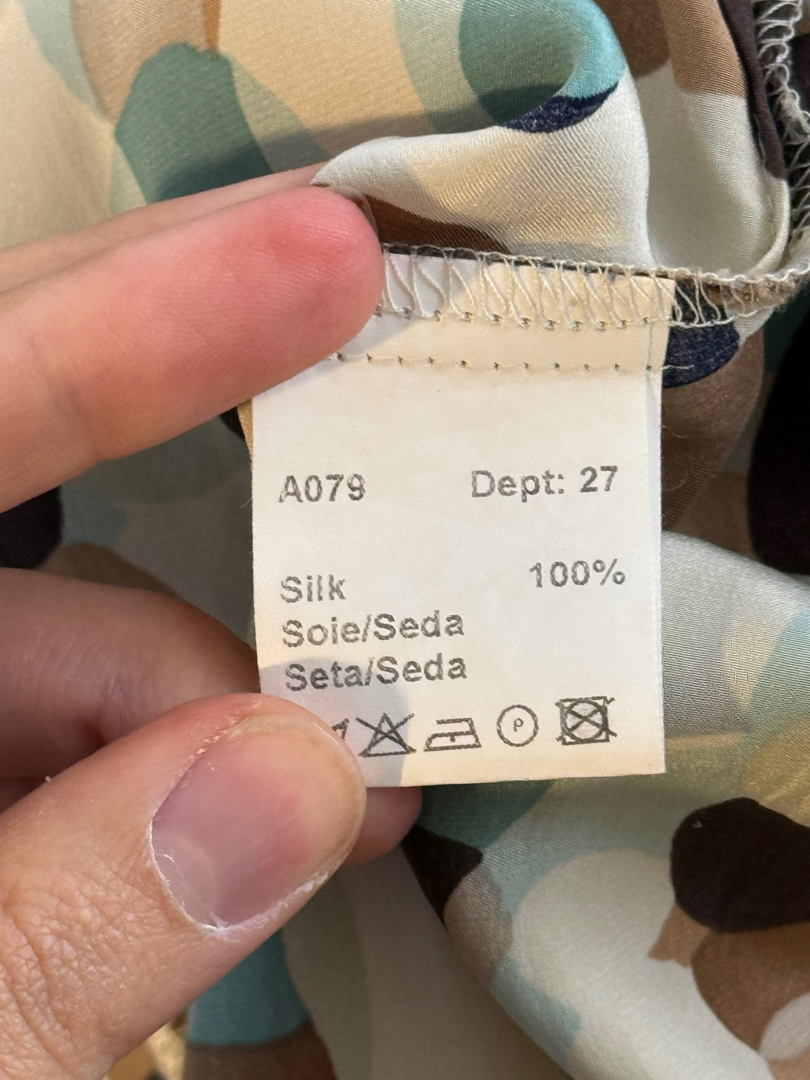 A079 Dept: 27
Silk 100%
Soie/Seda
Seta/Seda
P